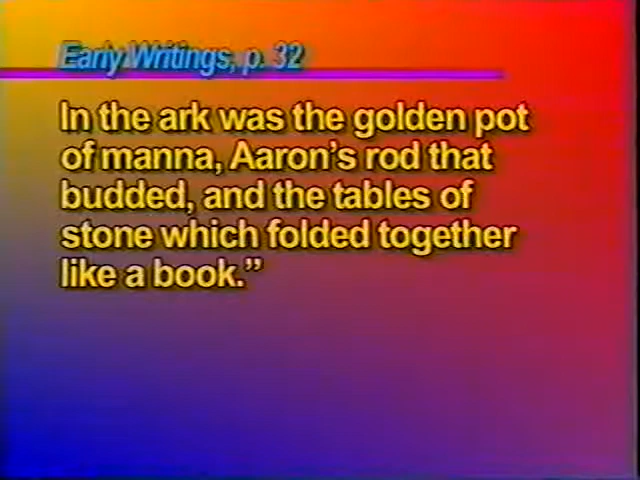 Early Writings, p. 32
In the ark was the golden pot
of manna, Aaron's rod that
budded, and the tables of
stone which folded together
like a book.”